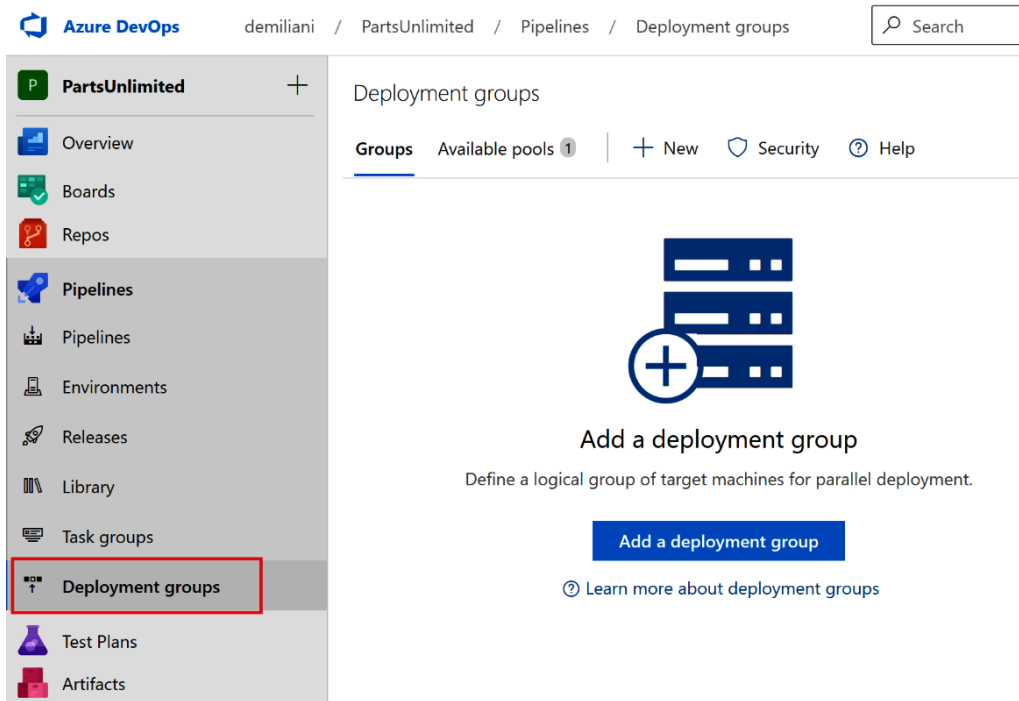 Azure DevOps demiliani / PartsUnlimited / Pipelines / Deployment groups Search
P PartsUnlimited
Overview
Boards
Repos
Pipelines
Pipelines
Environments
Releases
Library
Task groups
Deployment groups
Test Plans
Artifacts
Deployment groups
Groups Available pools 1 New Security Help
Add a deployment group
Define a logical group of target machines for parallel deployment.
Add a deployment group
Learn more about deployment groups